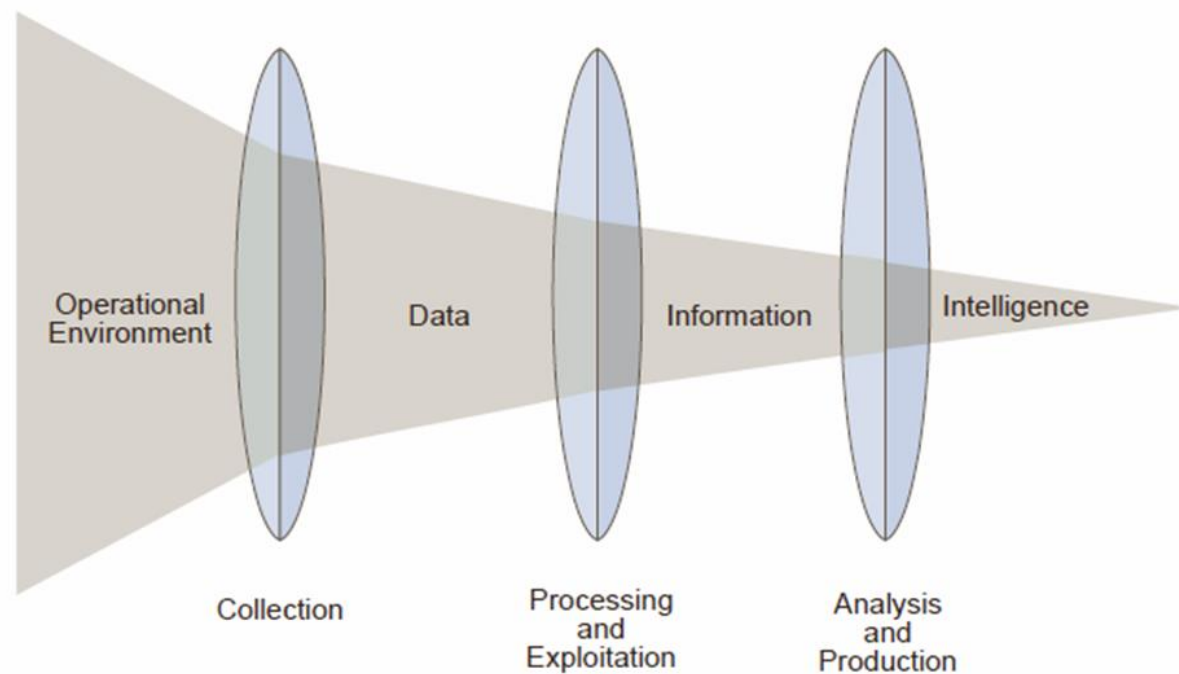 Operational
Environment
Data
Information
Intelligence
Collection
Processing
and
Exploitation
Analysis
and
Production